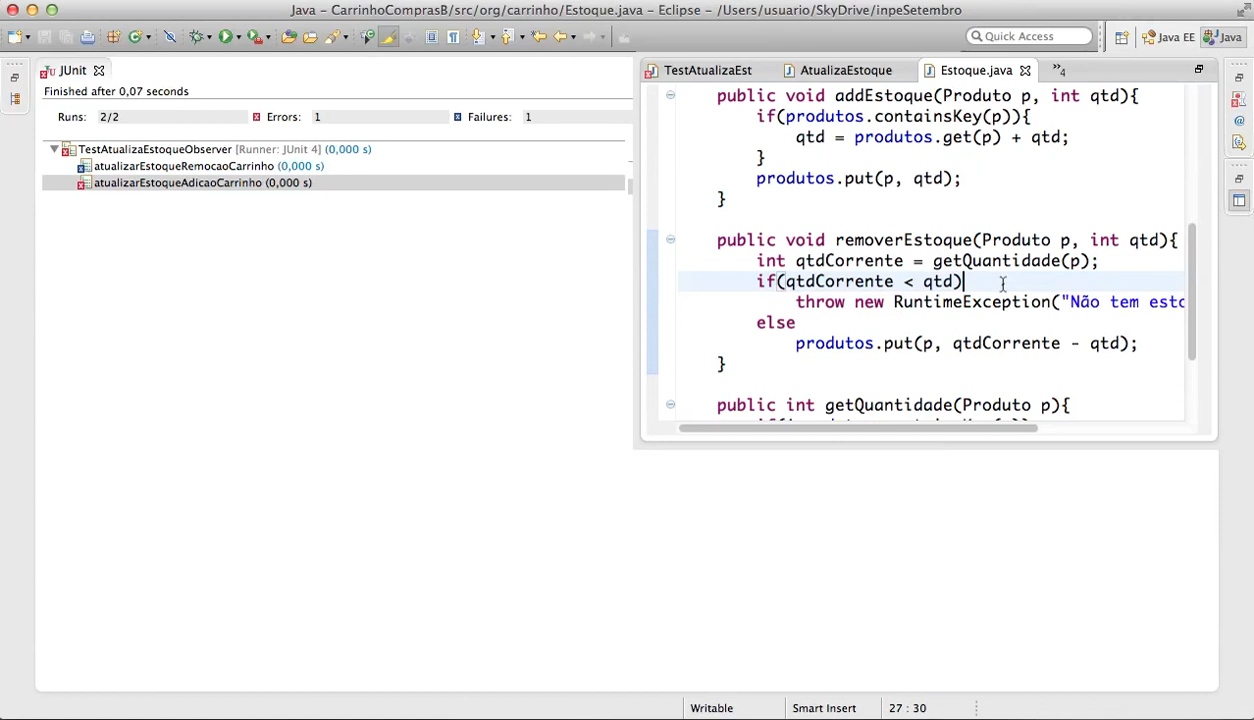 Java - CarrinhoComprasB/src/org/carrinho/Estoque.java - Eclipse - /Users/usuario/SkyDrive/inpeSetembro
Quick Access
Java EE
Java
JUnit
Finished after 0,07 seconds
Runs: 2/2
Errors: 1
Failures: 1
TestAtualizaEstoqueObserver [Runner: JUnit 4] (0,000 s)
atualizarEstoqueRemocaoCarrinho (0,000 s)
atualizarEstoqueAdicaoCarrinho (0,000 s)
TestAtualizaEst
AtualizaEstoque
Estoque.java
»4
public void addEstoque(Produto p, int qtd){
if(produtos.containsKey(p)){
qtd = produtos.get(p) + qtd;
}
produtos.put(p, qtd);
}
public void removerEstoque(Produto p, int qtd){
int qtdCorrente = getQuantidade(p);
if(qtdCorrente < qtd)
throw new RuntimeException("Não tem esto
else
produtos.put(p, qtdCorrente - qtd);
}
public int getQuantidade(Produto p){
Writable
Smart Insert
27 : 30